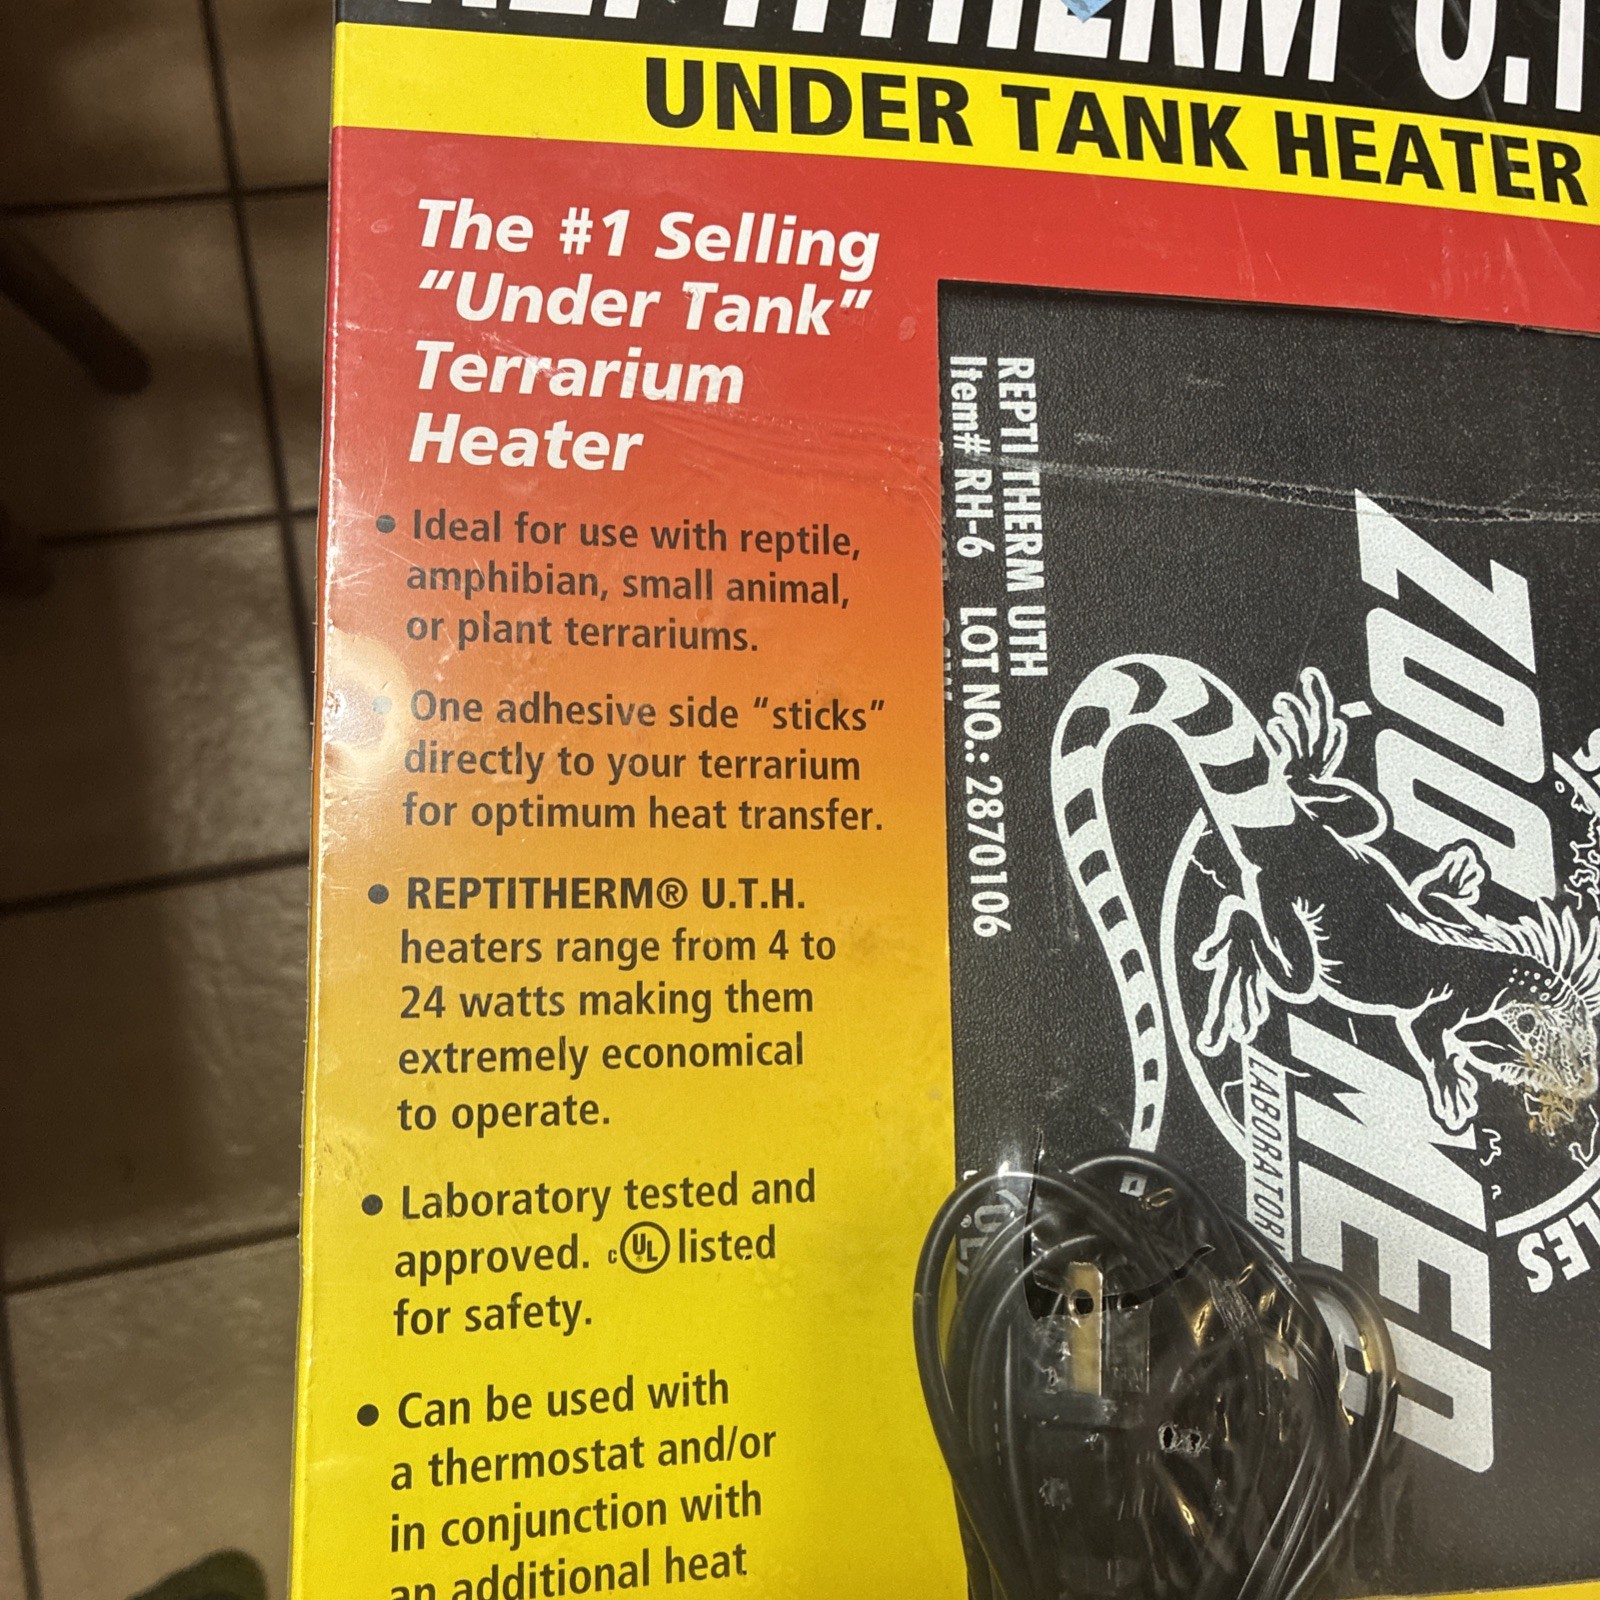 REPTITHERM U.T
UNDER TANK HEATER
The #1 Selling
"Under Tank"
Terrarium
Heater
• Ideal for use with reptile,
amphibian, small animal,
or plant terrariums.
• One adhesive side "sticks"
directly to your terrarium
for optimum heat transfer.
• REPTITHERM® U.T.H.
heaters range from 4 to
24 watts making them
extremely economical
to operate.
• Laboratory tested and
approved. c UL listed
for safety.
• Can be used with
a thermostat and/or
in conjunction with
an additional heat
REPTI THERM UTH
Item# RH-6 LOT NO.: 2870106
ZOO MED
LABORATOR
LES